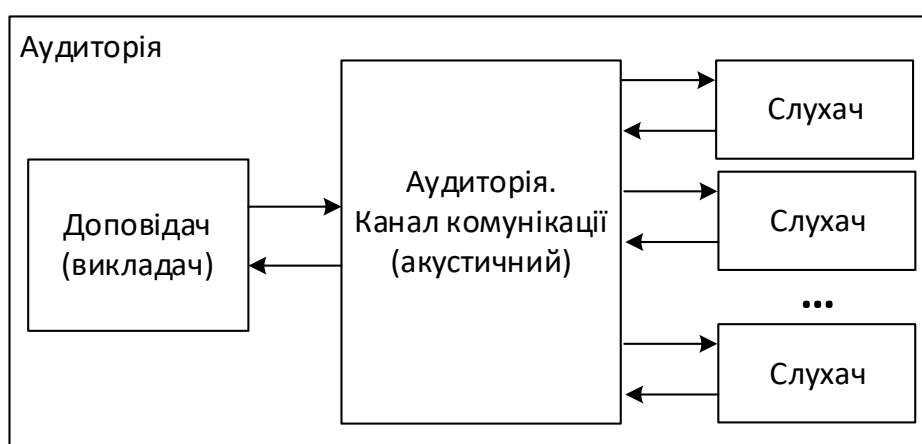 Аудиторія
Доповідач
(викладач)
Аудиторія.
Канал комунікації
(акустичний)
Слухач
Слухач
...
Слухач